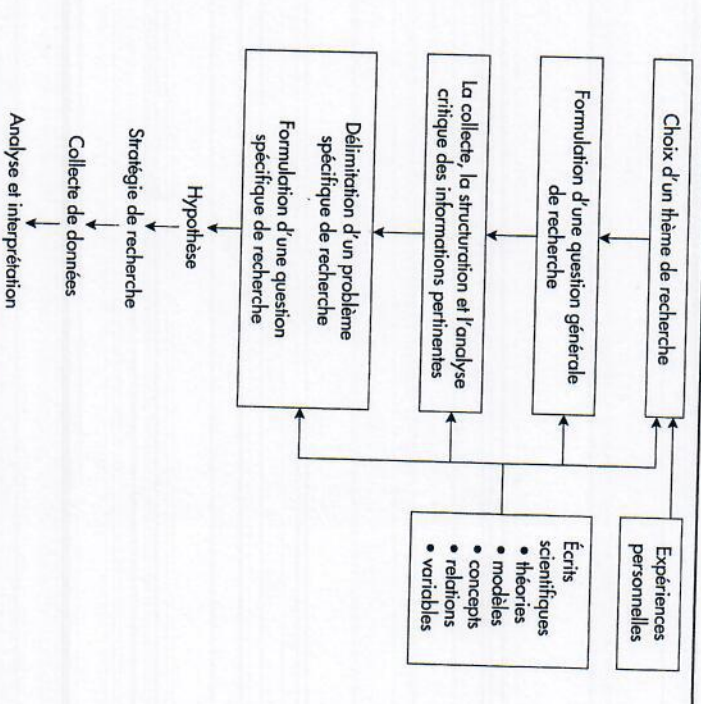 Choix d'un thème de recherche
Expériences
personnelles
Formulation d'une question générale
de recherche
La collecte, la structuration et l'analyse
critique des informations pertinentes
Écrits
scientifiques
• théories
• modèles
• concepts
• relations
• variables
Délimitation d'un problème
spécifique de recherche
Formulation d'une question
spécifique de recherche
Hypothèse
Stratégie de recherche
Collecte de données
Analyse et interprétation